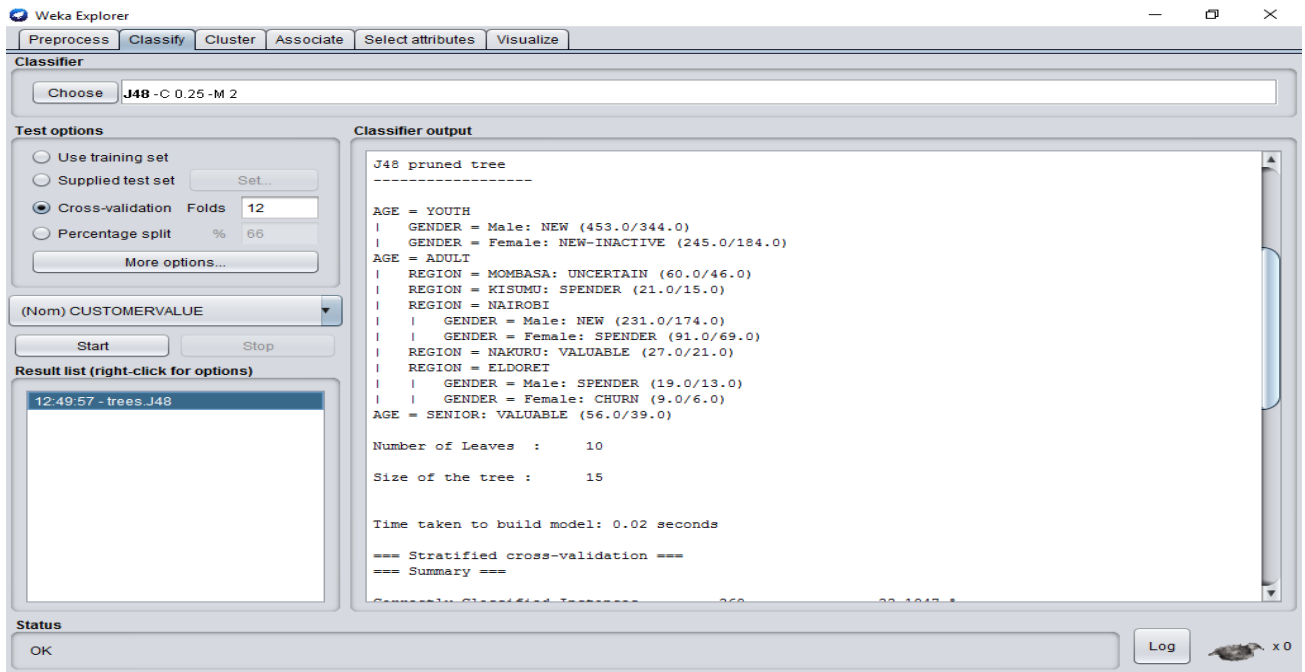 Weka Explorer
Preprocess Classify Cluster Associate Select attributes Visualize
Classifier
Choose J48 -C 0.25 -M 2
Test options
Use training set
Supplied test set Set...
Cross-validation Folds 12
Percentage split % 66
More options...
(Nom) CUSTOMERVALUE
Start Stop
Result list (right-click for options)
12:49:57 - trees.J48
Classifier output
J48 pruned tree
------------------
AGE = YOUTH
|   GENDER = Male: NEW (453.0/344.0)
|   GENDER = Female: NEW-INACTIVE (245.0/184.0)
AGE = ADULT
|   REGION = MOMBASA: UNCERTAIN (60.0/46.0)
|   REGION = KISUMU: SPENDER (21.0/15.0)
|   REGION = NAIROBI
|   |   GENDER = Male: NEW (231.0/174.0)
|   |   GENDER = Female: SPENDER (91.0/69.0)
|   REGION = NAKURU: VALUABLE (27.0/21.0)
|   REGION = ELDORET
|   |   GENDER = Male: SPENDER (19.0/13.0)
|   |   GENDER = Female: CHURN (9.0/6.0)
AGE = SENIOR: VALUABLE (56.0/39.0)
Number of Leaves  :     10
Size of the tree :      15
Time taken to build model: 0.02 seconds
=== Stratified cross-validation ===
=== Summary ===
Correctly Classified Instances
Status
OK
Log x 0